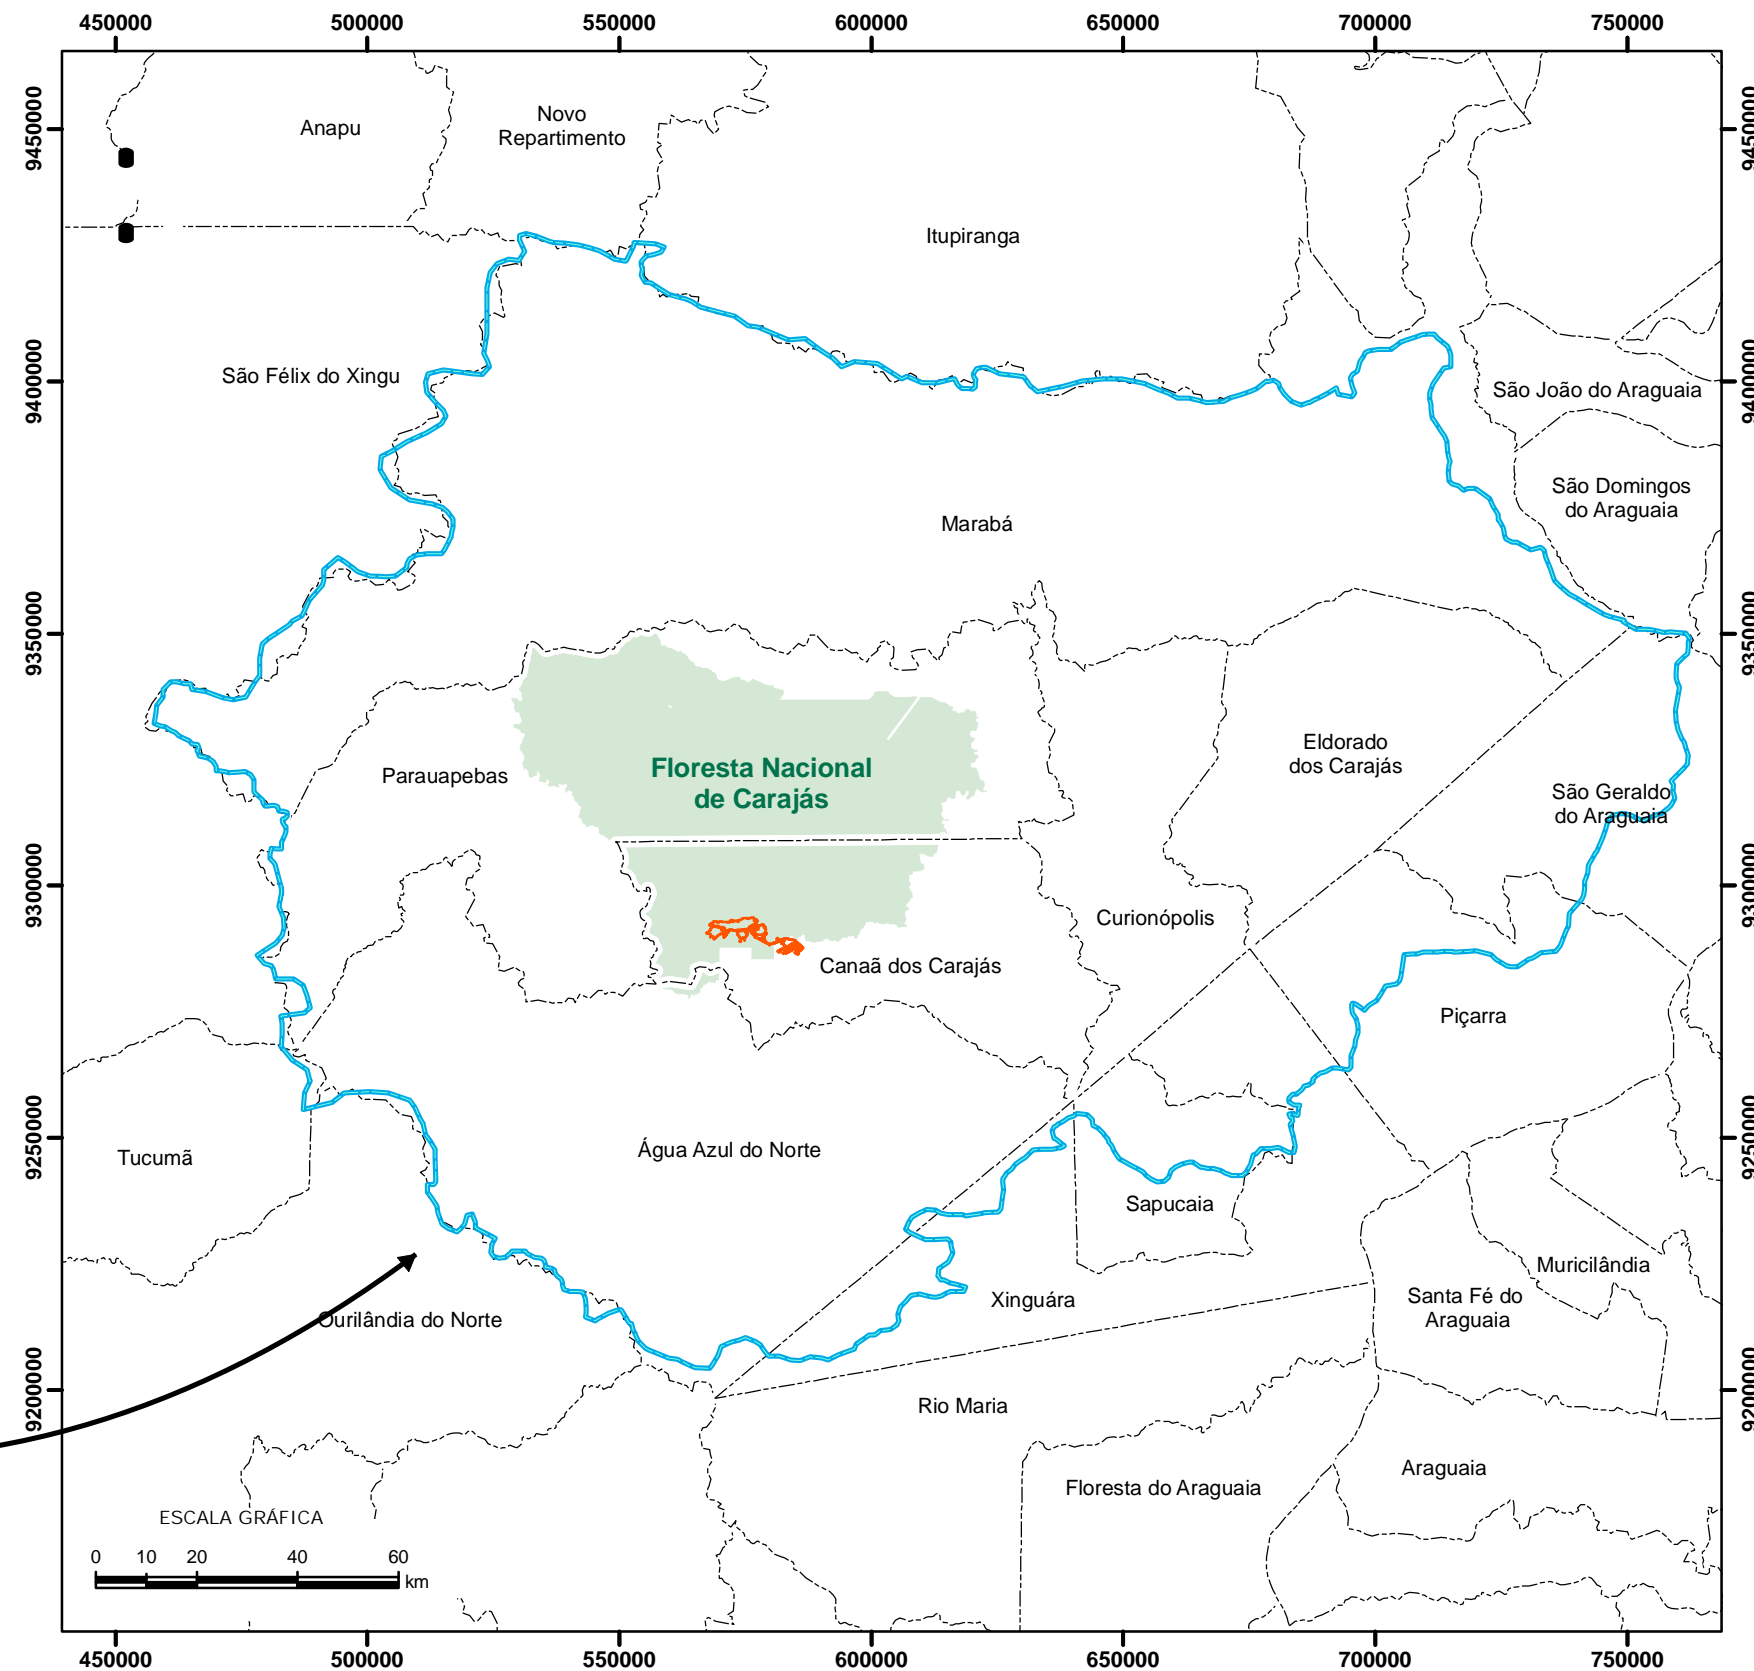 450000 500000 550000 600000 650000 700000 750000
9450000
9450000
Anapu
Novo
Repartimento
Itupiranga
São Félix do Xingu
9400000
9400000
São João do Araguaia
São Domingos
do Araguaia
Marabá
9350000
9350000
Parauapebas
Floresta Nacional
de Carajás
Eldorado
dos Carajás
São Geraldo
do Araguaia
9300000
9300000
Curionópolis
Canaã dos Carajás
Piçarra
9250000
9250000
Tucumã
Água Azul do Norte
Sapucaia
Muricilândia
Xinguára
Santa Fé do
Araguaia
Ourilândia do Norte
9200000
9200000
Rio Maria
Araguaia
Floresta do Araguaia
ESCALA GRÁFICA
0 10 20 40 60
km
450000 500000 550000 600000 650000 700000 750000